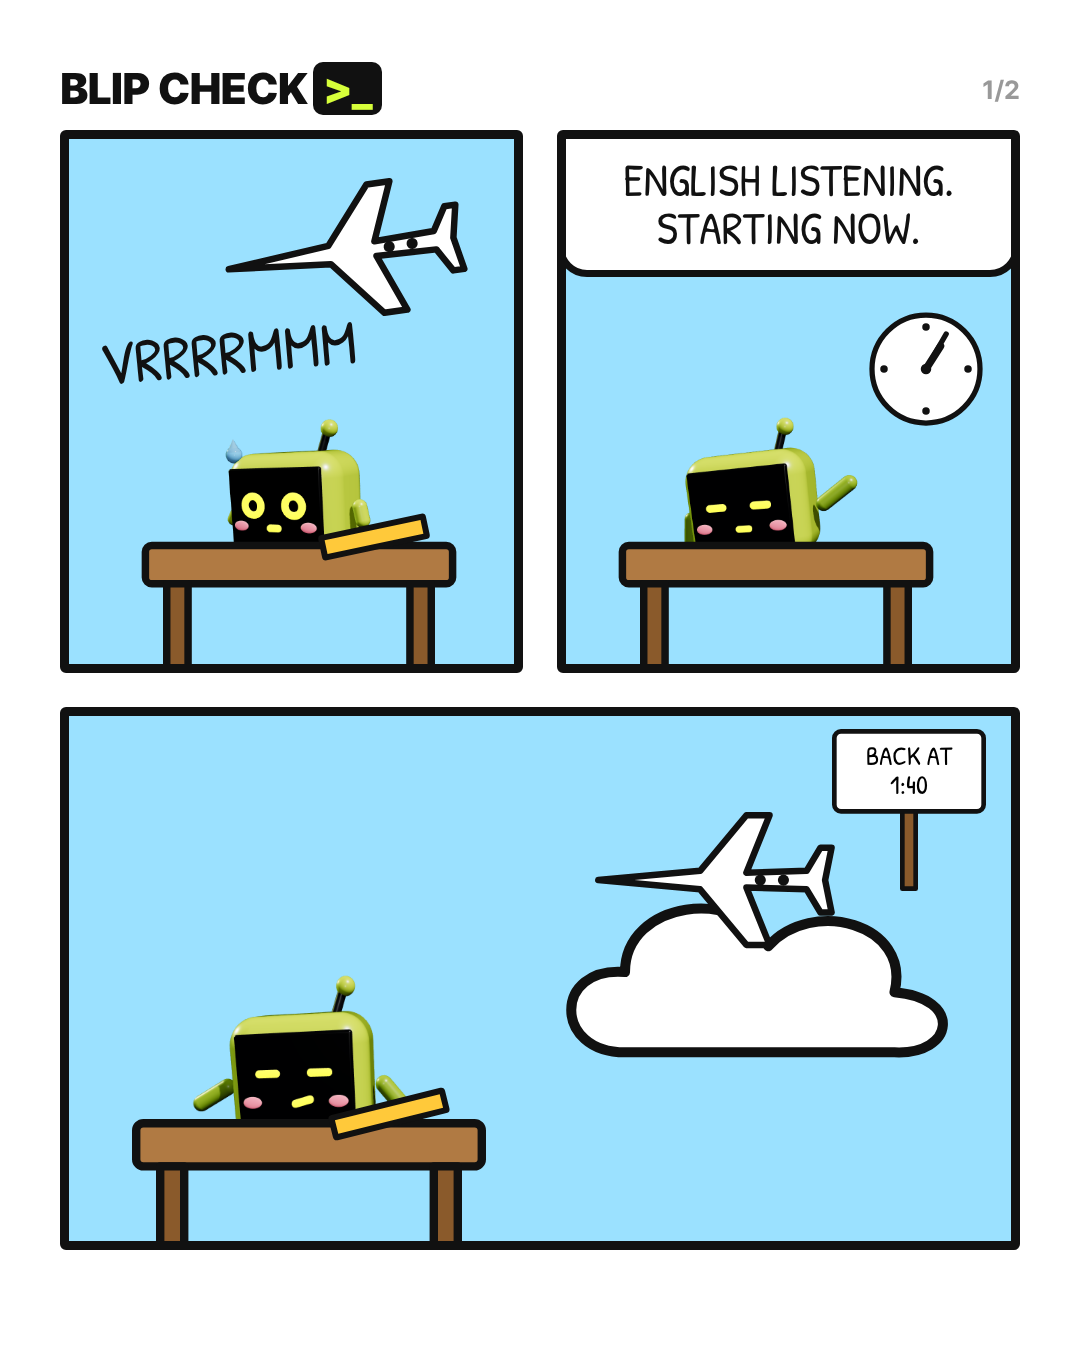 BLIP CHECK >_
1/2
VRRRRMMM
ENGLISH LISTENING.
STARTING NOW.
BACK AT
1:40